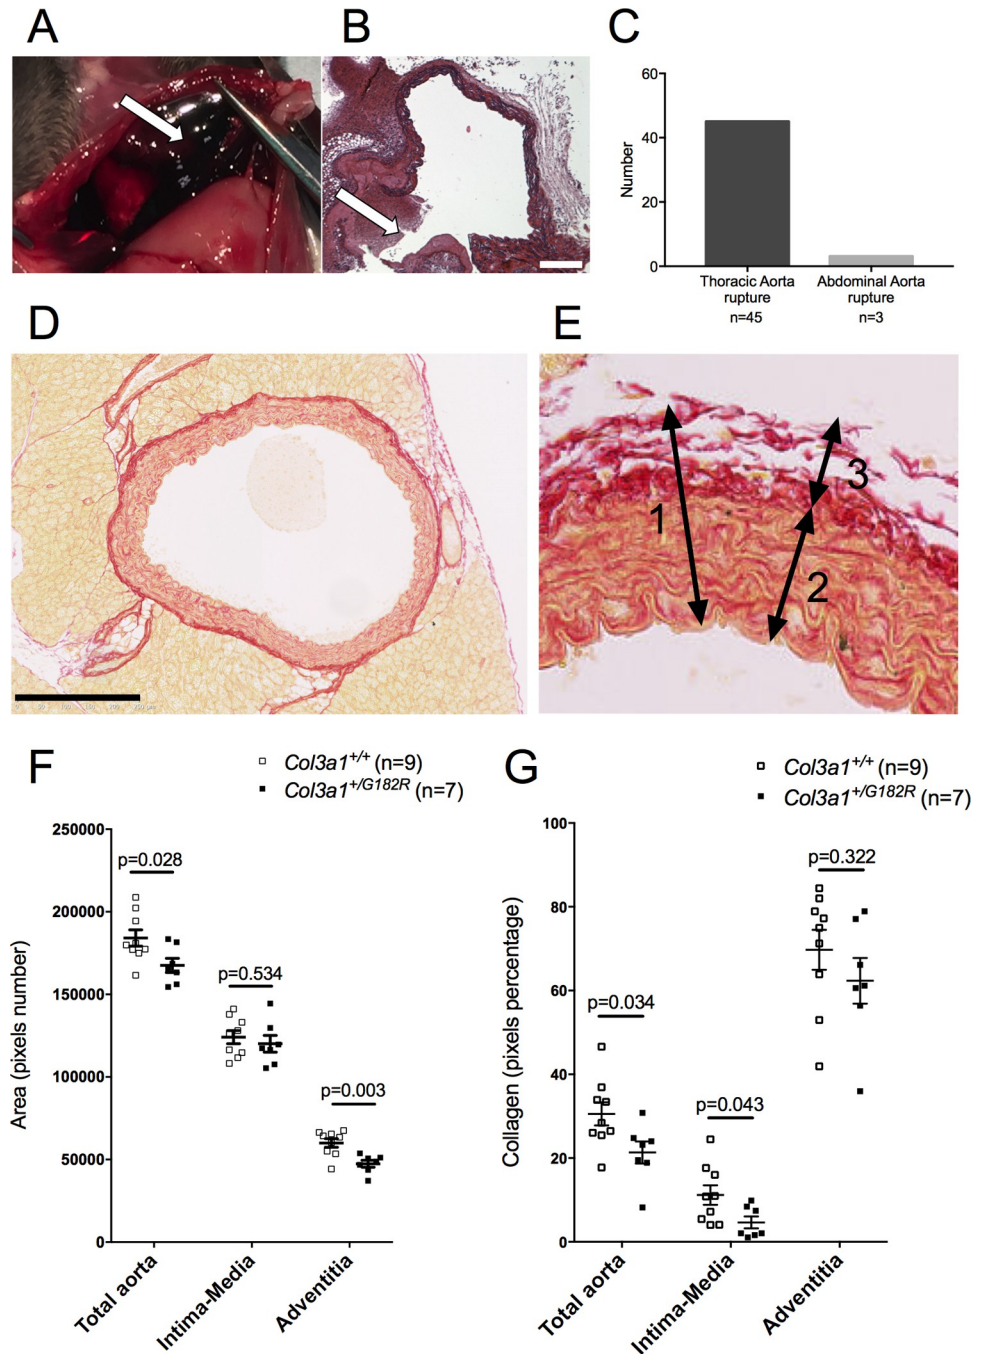 A
B
C
60
40
20
0
Number
Thoracic Aorta
rupture
n=45
Abdominal Aorta
rupture
n=3
D
E
1
2
3
F
Col3a1+/+ (n=9)
Col3a1+/G182R (n=7)
250000
200000
150000
100000
50000
0
Area (pixels number)
p=0.028
p=0.534
p=0.003
Total aorta
Intima-Media
Adventitia
G
Col3a1+/+ (n=9)
Col3a1+/G182R (n=7)
100
80
60
40
20
0
Collagen (pixels percentage)
p=0.034
p=0.043
p=0.322
Total aorta
Intima-Media
Adventitia